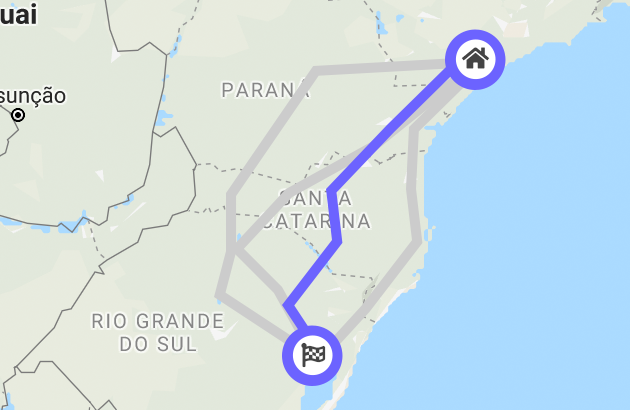 uai
sunção
PARANÁ
SANTA
CATARINA
RIO GRANDE
DO SUL